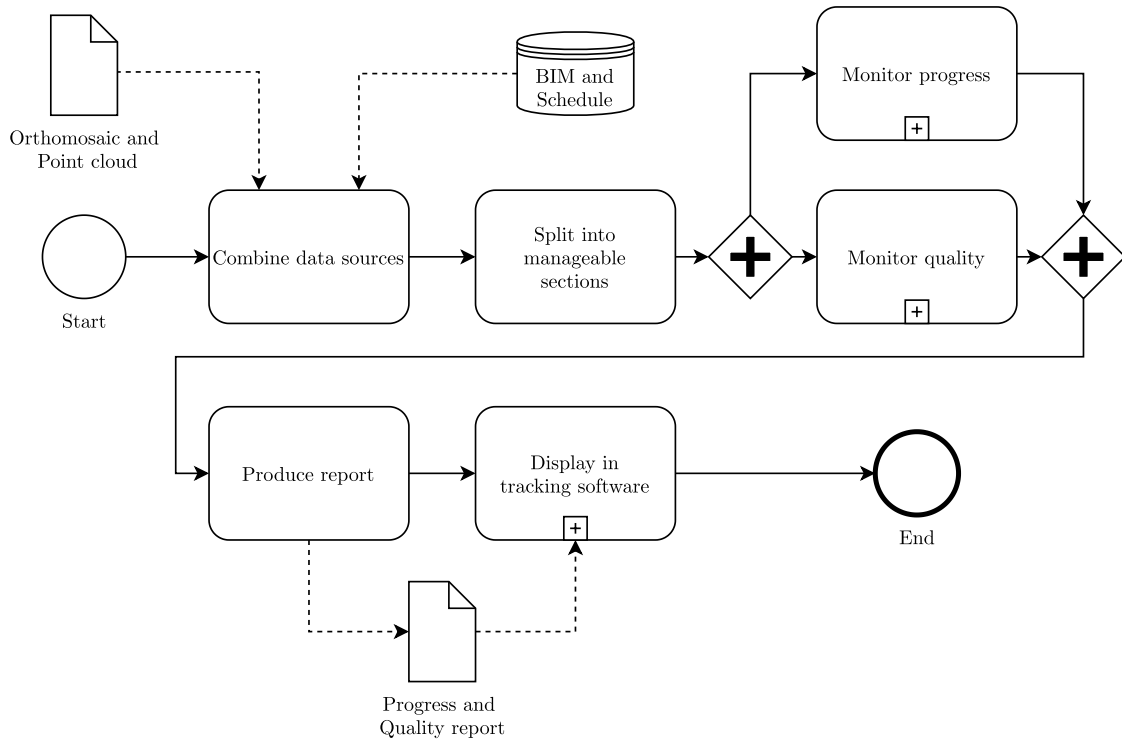 Orthomosaic and
Point cloud
BIM and
Schedule
Monitor progress
Start
Combine data sources
Split into
manageable
sections
Monitor quality
Produce report
Display in
tracking software
End
Progress and
Quality report